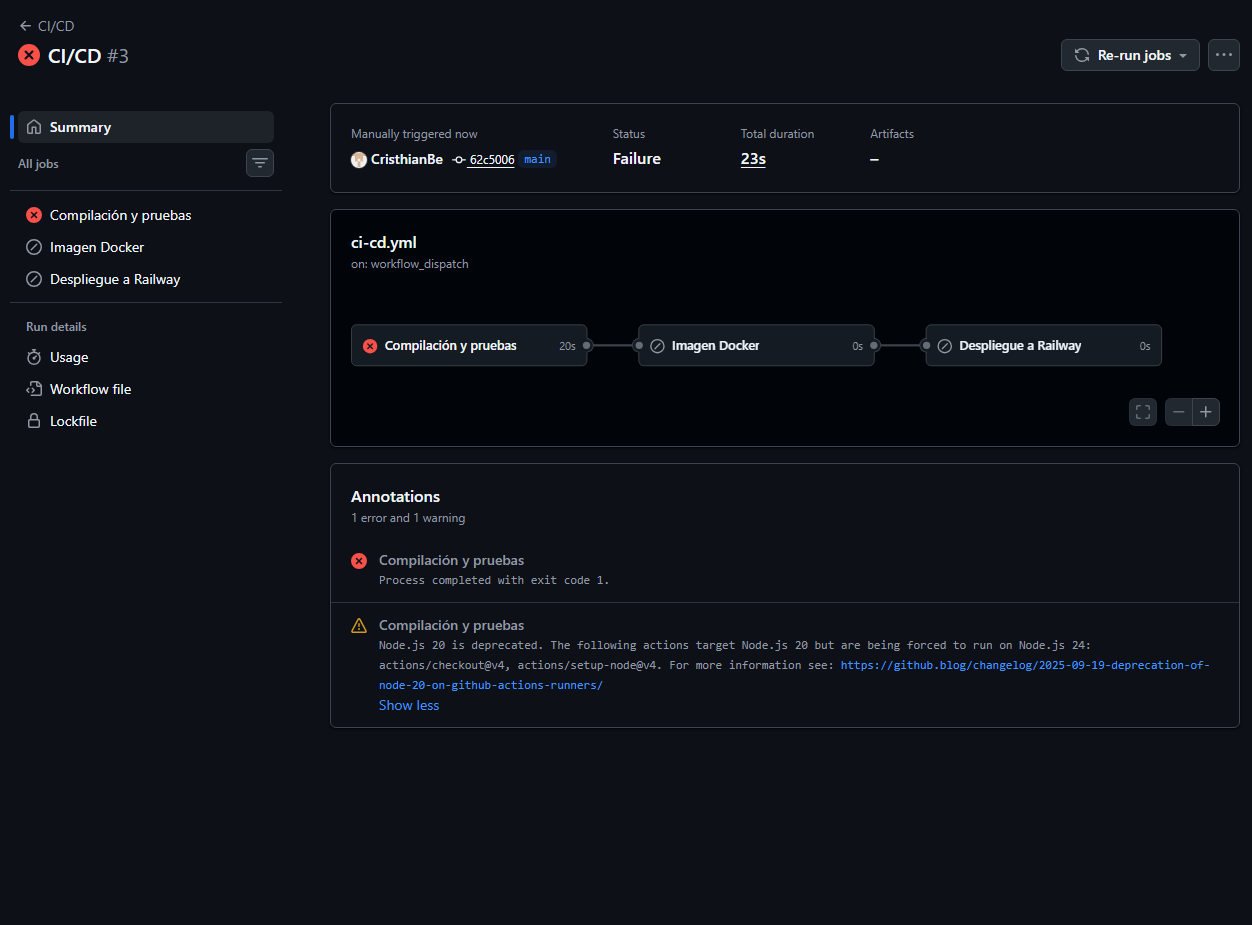 ← CI/CD
CI/CD #3
Re-run jobs
Summary
All jobs
Compilación y pruebas
Imagen Docker
Despliegue a Railway
Run details
Usage
Workflow file
Lockfile
Manually triggered now
CristhianBe 62c5006 main
Status
Failure
Total duration
23s
Artifacts
–
ci-cd.yml
on: workflow_dispatch
Compilación y pruebas 20s
Imagen Docker 0s
Despliegue a Railway 0s
Annotations
1 error and 1 warning
Compilación y pruebas
Process completed with exit code 1.
Compilación y pruebas
Node.js 20 is deprecated. The following actions target Node.js 20 but are being forced to run on Node.js 24:
actions/checkout@v4, actions/setup-node@v4. For more information see: https://github.blog/changelog/2025-09-19-deprecation-of-
node-20-on-github-actions-runners/
Show less